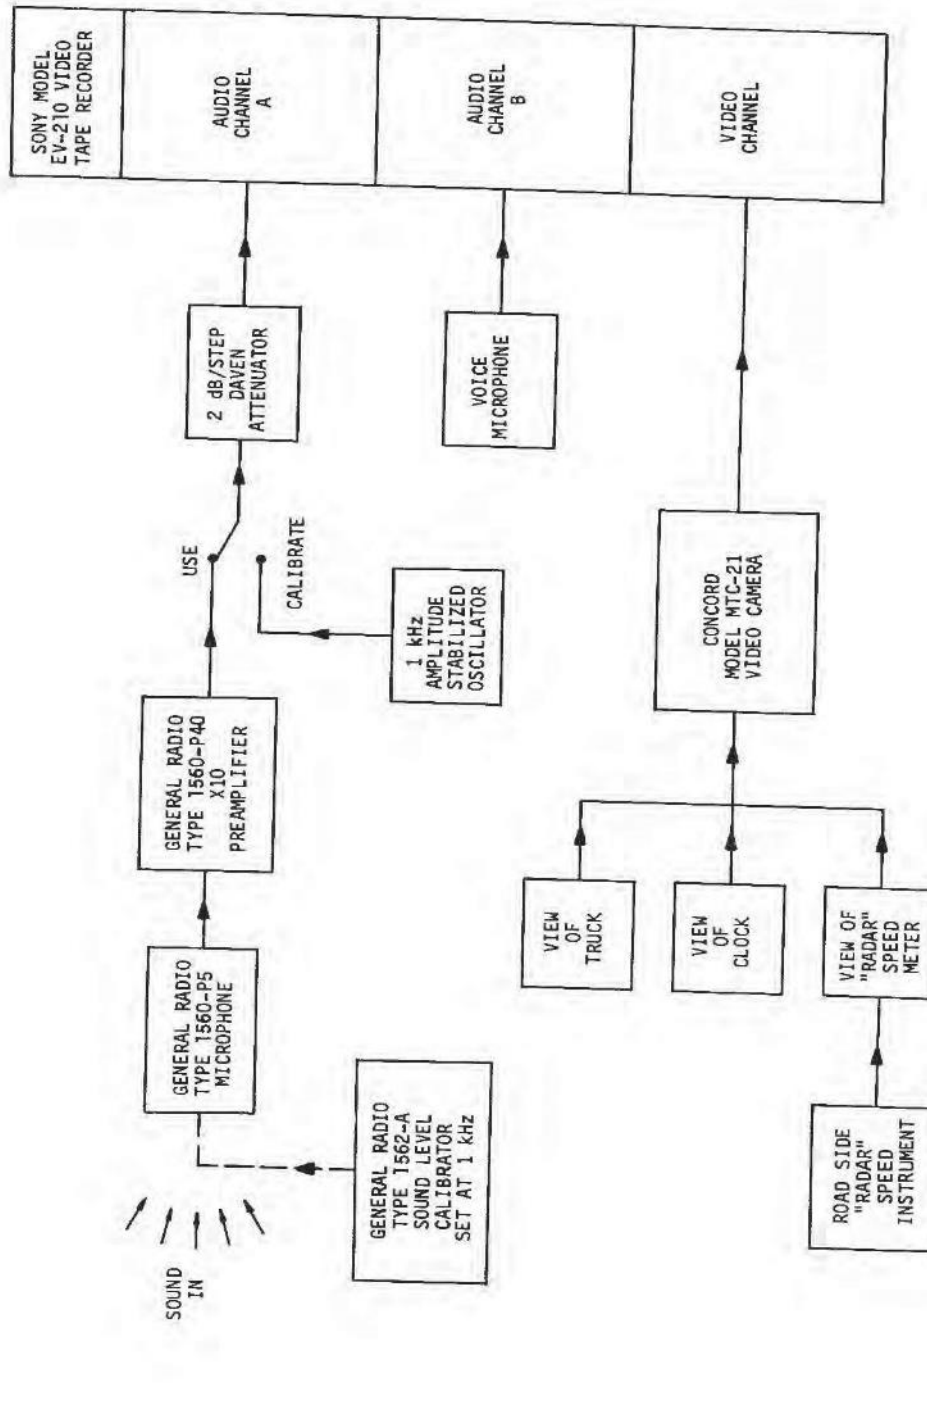 SOUND
IN
GENERAL RADIO
TYPE 1562-A
SOUND LEVEL
CALIBRATOR
SET AT 1 kHz
GENERAL RADIO
TYPE 1560-P5
MICROPHONE
GENERAL RADIO
TYPE 1560-P40
X10
PREAMPLIFIER
USE
CALIBRATE
1 kHz
AMPLITUDE
STABILIZED
OSCILLATOR
2 dB/STEP
DAVEN
ATTENUATOR
SONY MODEL
EV-210 VIDEO
TAPE RECORDER
AUDIO
CHANNEL
A
VOICE
MICROPHONE
AUDIO
CHANNEL
B
ROAD SIDE
"RADAR"
SPEED
INSTRUMENT
VIEW OF
"RADAR"
SPEED
METER
VIEW
OF
CLOCK
VIEW
OF
TRUCK
CONCORD
MODEL MTC-21
VIDEO CAMERA
VIDEO
CHANNEL